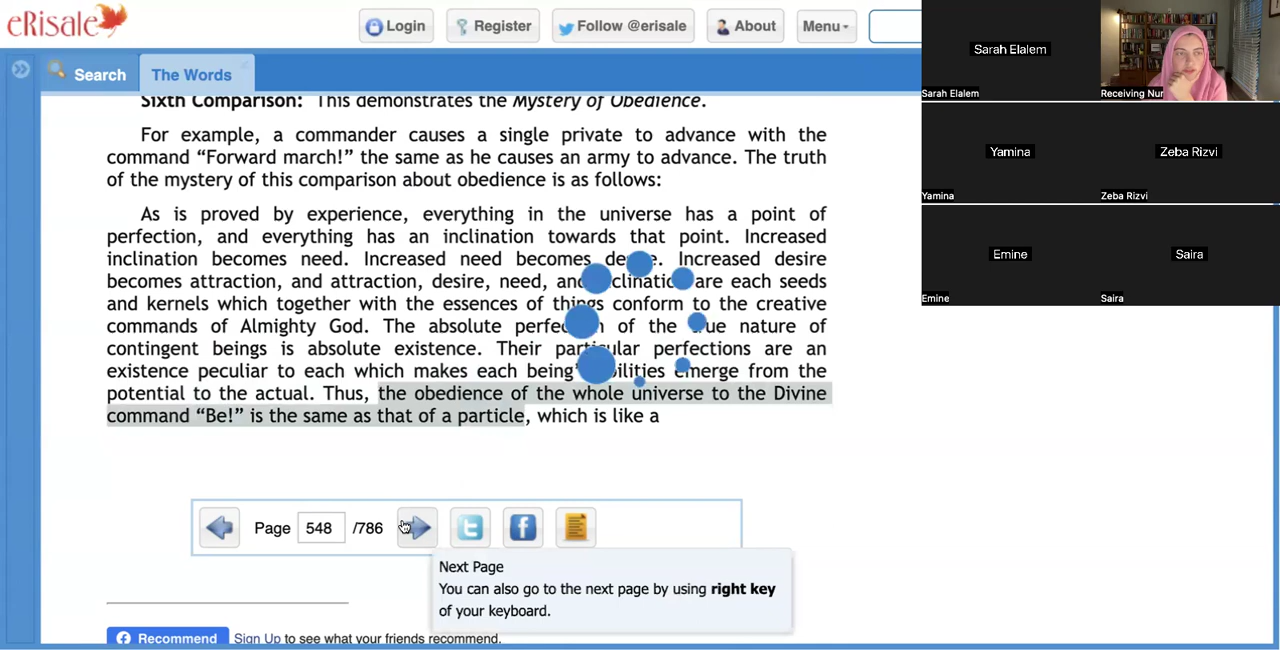 eRisale
Login
Register
Follow @erisale
About
Menu
Search
The Words
Sixth Comparison: This demonstrates the Mystery of Obedience.
For example, a commander causes a single private to advance with the
command “Forward march!” the same as he causes an army to advance. The truth
of the mystery of this comparison about obedience is as follows:
As is proved by experience, everything in the universe has a point of
perfection, and everything has an inclination towards that point. Increased
inclination becomes need. Increased need becomes desire. Increased desire
becomes attraction, and attraction, desire, need, and inclination are each seeds
and kernels which together with the essences of things conform to the creative
commands of Almighty God. The absolute perfection of the true nature of
contingent beings is absolute existence. Their particular perfections are an
existence peculiar to each which makes each being's abilities emerge from the
potential to the actual. Thus, the obedience of the whole universe to the Divine
command “Be!” is the same as that of a particle, which is like a
Page 548 /786
Next Page
You can also go to the next page by using right key
of your keyboard.
Recommend Sign Up to see what your friends recommend.
Sarah Elalem
Sarah Elalem
Receiving Nur
Yamina
Yamina
Zeba Rizvi
Zeba Rizvi
Emine
Emine
Saira
Saira